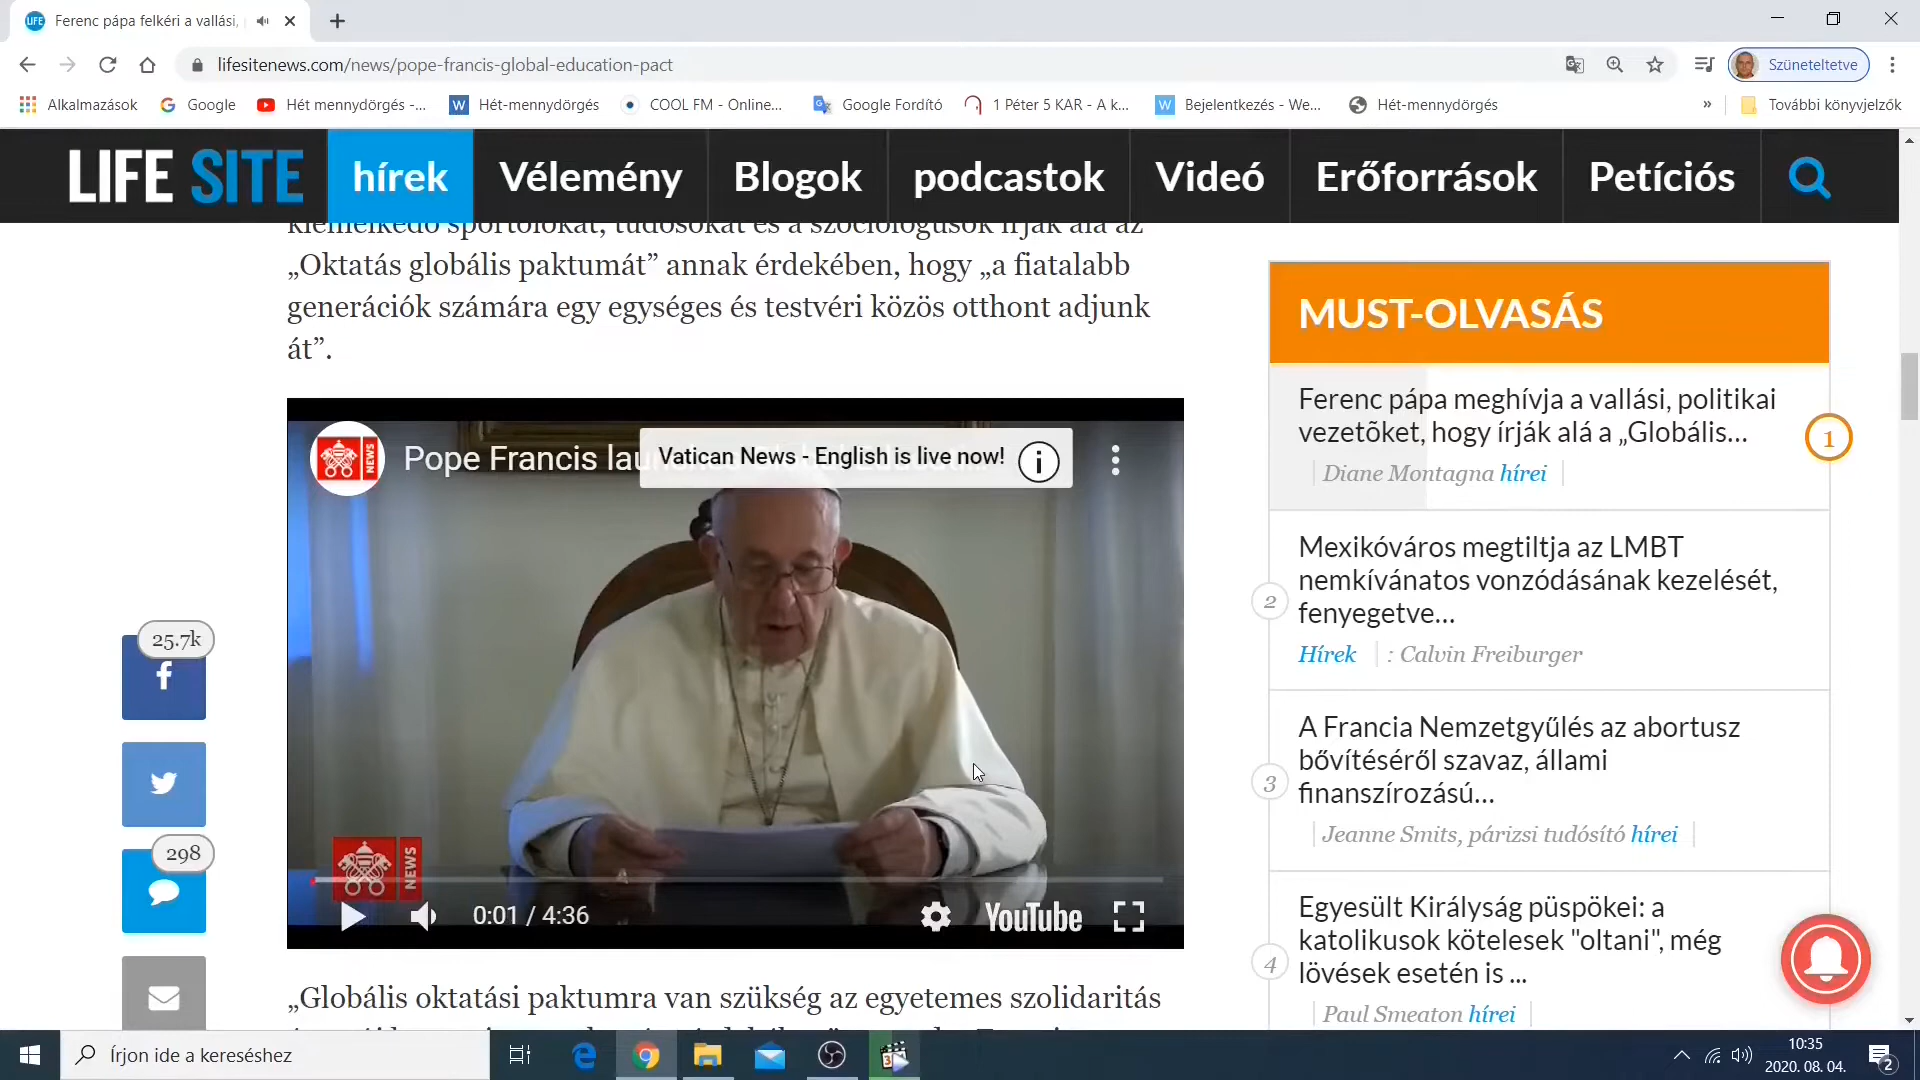 Ferenc pápa felkéri a vallási,
lifesitenews.com/news/pope-francis-global-education-pact
Szüneteltetve
Alkalmazások
Google
Hét mennydörgés -...
Hét-mennydörgés
COOL FM - Online...
Google Fordító
1 Péter 5 KAR - A k...
Bejelentkezés - We...
Hét-mennydörgés
»
További könyvjelzők
LIFE SITE
hírek
Vélemény
Blogok
podcastok
Videó
Erőforrások
Petíciós
kiemelkedő sportolókat, tudósokat és a szociológusok írják alá az
„Oktatás globális paktumát” annak érdekében, hogy „a fiatalabb
generációk számára egy egységes és testvéri közös otthont adjunk
át”.
NEWS
Pope Francis lau
Vatican News - English is live now!
NEWS
0:01 / 4:36
YouTube
„Globális oktatási paktumra van szükség az egyetemes szolidaritás
25.7k
298
MUST-OLVASÁS
Ferenc pápa meghívja a vallási, politikai
vezetőket, hogy írják alá a „Globális...
1
Diane Montagna hírei
Mexikóváros megtiltja az LMBT
nemkívánatos vonzódásának kezelését,
fenyegetve...
2
Hírek : Calvin Freiburger
A Francia Nemzetgyűlés az abortusz
bővítéséről szavaz, állami
finanszírozású...
3
Jeanne Smits, párizsi tudósító hírei
Egyesült Királyság püspökei: a
katolikusok kötelesek "oltani", még
lövések esetén is ...
4
Paul Smeaton hírei
Írjon ide a kereséshez
10:35
2020. 08. 04.
2